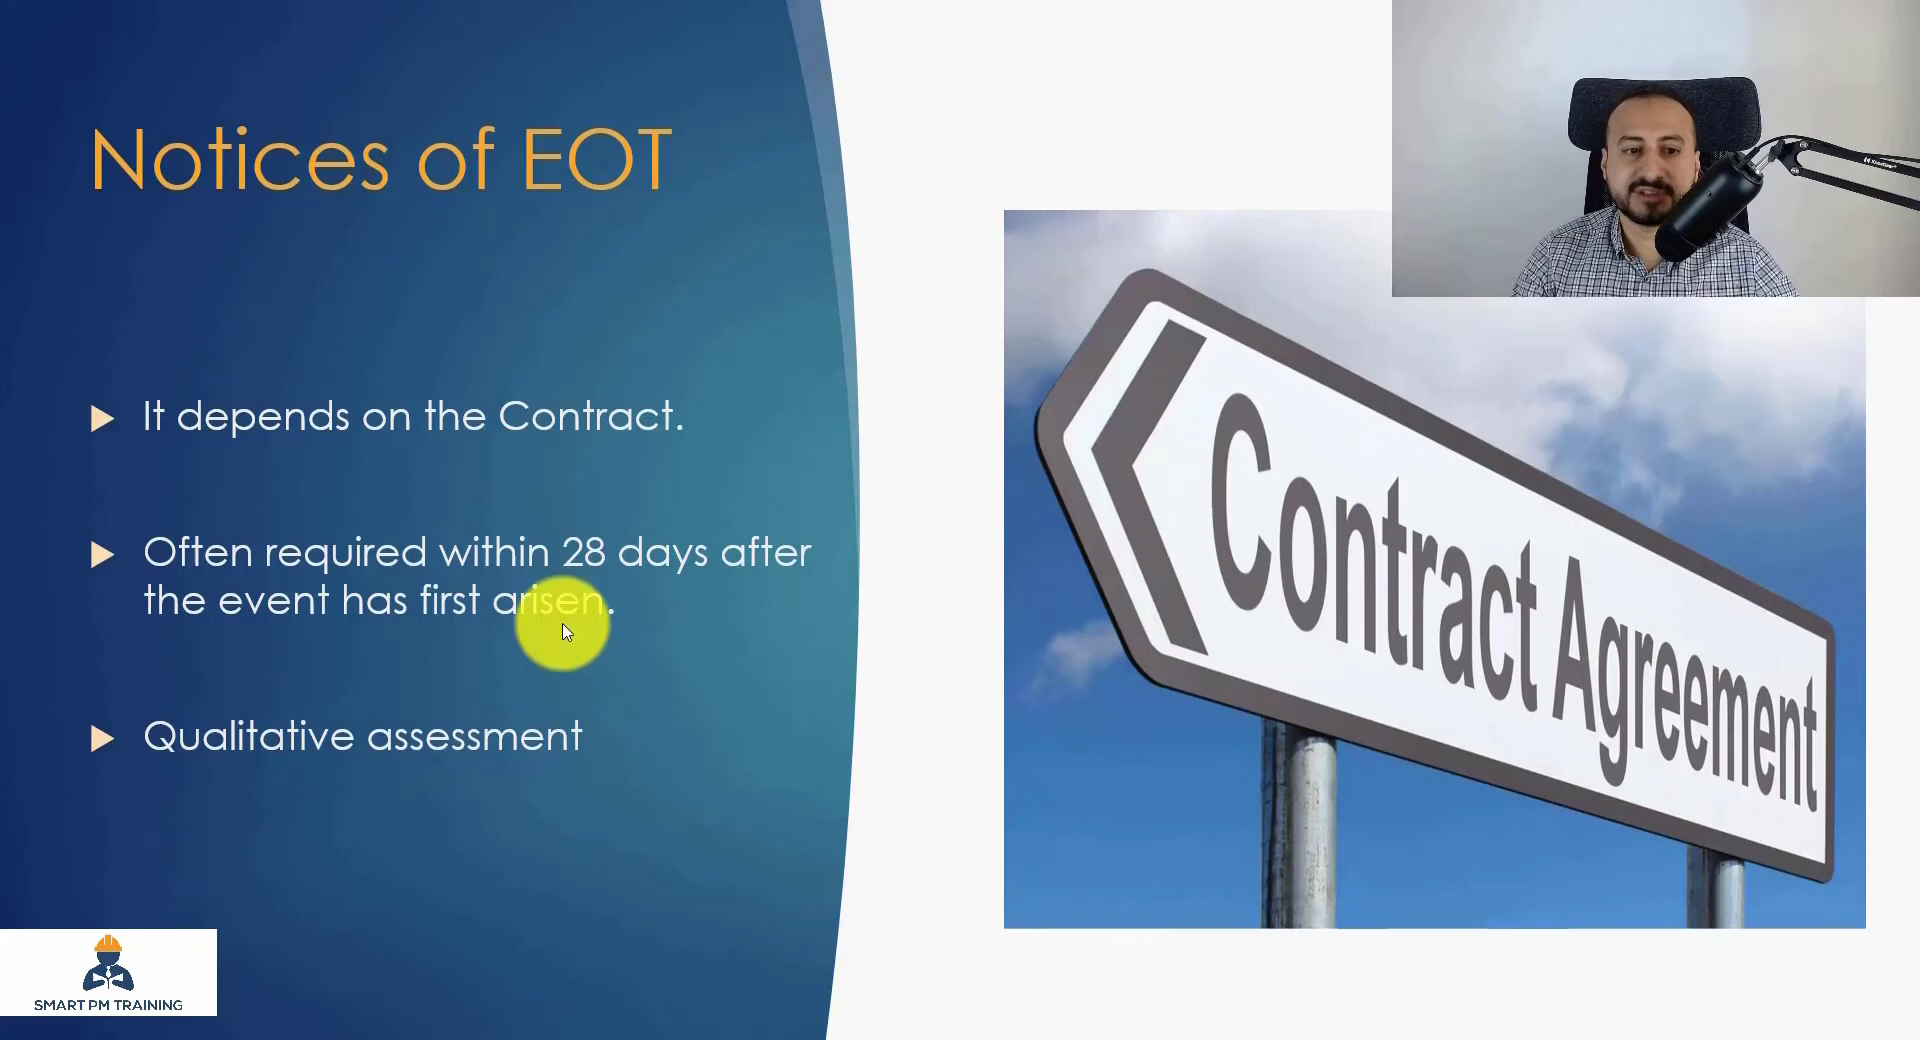 Notices of EOT
It depends on the Contract.
Often required within 28 days after
the event has first arisen.
Qualitative assessment
Contract Agreement
SMART PM TRAINING